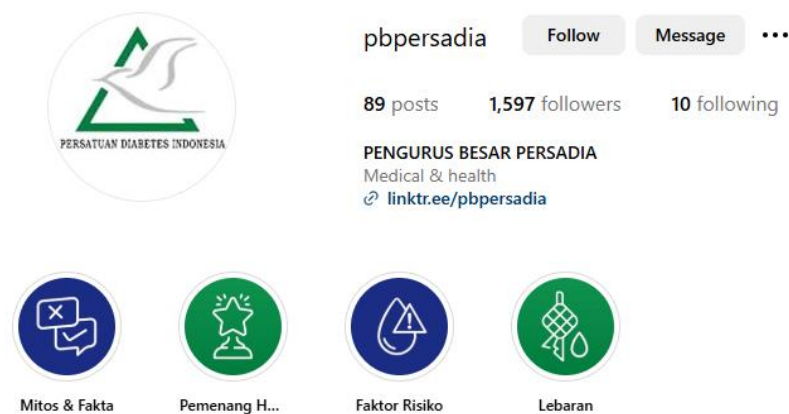 pbpersadia Follow Message
89 posts 1,597 followers 10 following
PERSATUAN DIABETES INDONESIA
PENGURUS BESAR PERSADIA
Medical & health
linktr.ee/pbpersadia
Mitos & Fakta Pemenang H... Faktor Risiko Lebaran